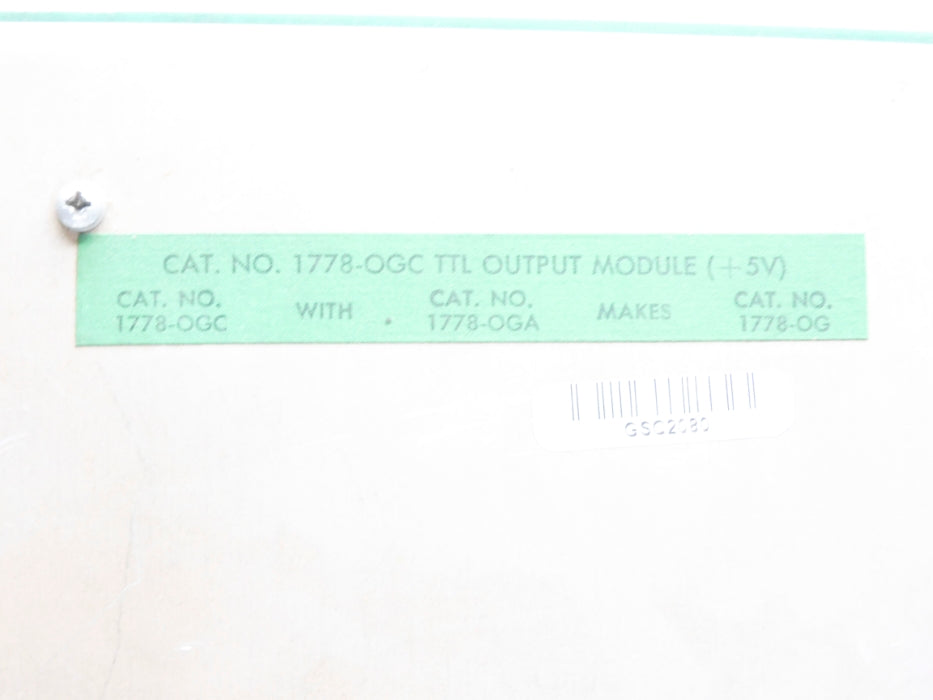 CAT. NO. 1778-OGC TTL OUTPUT MODULE (+5V)
CAT. NO. 1778-OGC WITH CAT. NO. 1778-OGA MAKES CAT. NO. 1778-OG